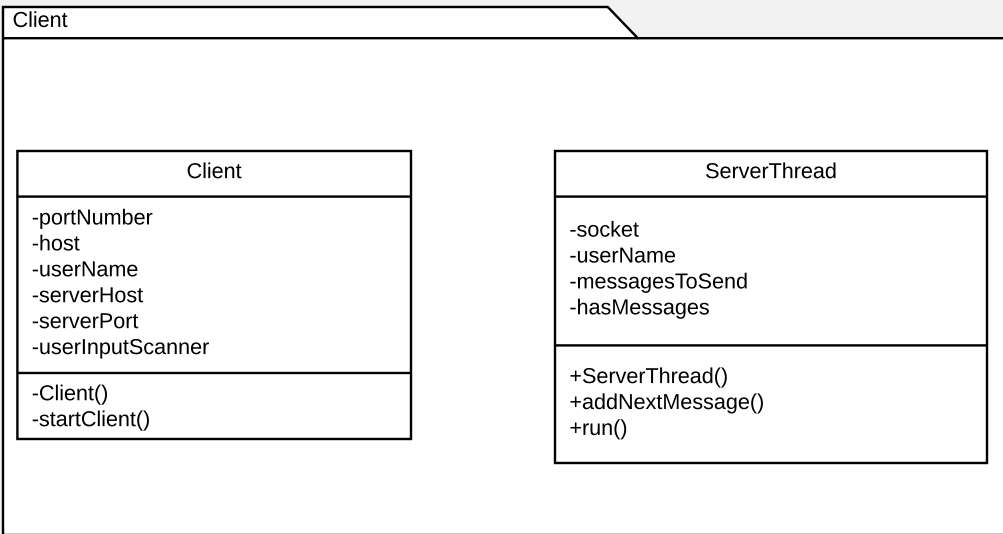 Client
Client
-portNumber
-host
-userName
-serverHost
-serverPort
-userInputScanner
-Client()
-startClient()
ServerThread
-socket
-userName
-messagesToSend
-hasMessages
+ServerThread()
+addNextMessage()
+run()